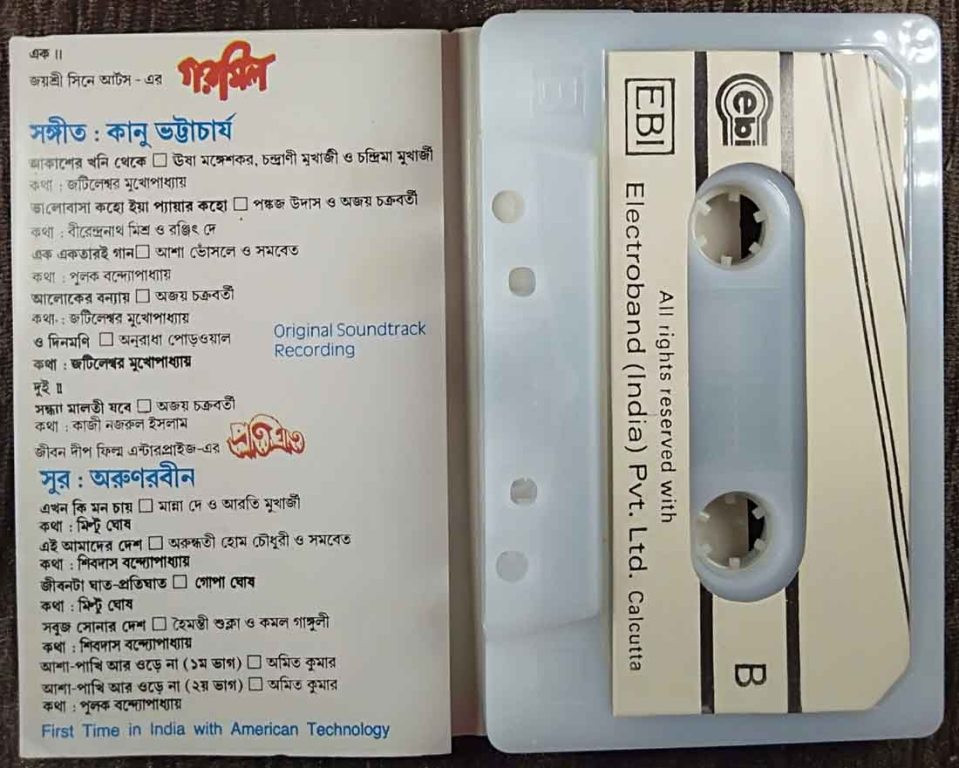 এক ॥
জয়শ্রী সিনে আর্টস - এর গরমিল
সঙ্গীত : কানু ভট্টাচার্য
আকাশের খনি থেকে □ ঊষা মঙ্গেশকর, চন্দ্রাণী মুখার্জী ও চন্দ্রিমা মুখার্জী
কথা : জটিলেশ্বর মুখোপাধ্যায়
ভালোবাসা কহো ইয়া প্যায়ার কহো □ পঙ্কজ উদাস ও অজয় চক্রবর্তী
কথা : বীরেন্দ্রনাথ মিশ্র ও রঞ্জিৎ দে
এক একতারই গান □ আশা ভোঁসলে ও সমবেত
কথা : পুলক বন্দ্যোপাধ্যায়
আলোকের বন্যায় □ অজয় চক্রবর্তী
কথা : জটিলেশ্বর মুখোপাধ্যায়
ও দিনমণি □ অনুরাধা পোড়ওয়াল
কথা : জটিলেশ্বর মুখোপাধ্যায়
Original Soundtrack
Recording
দুই ॥
সন্ধ্যা মালতী যবে □ অজয় চক্রবর্তী
কথা : কাজী নজরুল ইসলাম
জীবন দীপ ফিল্ম এন্টারপ্রাইজ-এর প্রতিঘাত
সুর : অরুণরবীন
এখন কি মন চায় □ মান্না দে ও আরতি মুখার্জী
কথা : মিন্টু ঘোষ
এই আমাদের দেশ □ অরুন্ধতী হোম চৌধুরী ও সমবেত
কথা : শিবদাস বন্দ্যোপাধ্যায়
জীবনটা ঘাত-প্রতিঘাত □ গোপা ঘোষ
কথা : মিন্টু ঘোষ
সবুজ সোনার দেশ □ হৈমন্তী শুক্লা ও কমল গাঙ্গুলী
কথা : শিবদাস বন্দ্যোপাধ্যায়
আশা-পাখি আর ওড়ে না (১ম ভাগ) □ অমিত কুমার
আশা-পাখি আর ওড়ে না (২য় ভাগ) □ অমিত কুমার
কথা : পুলক বন্দ্যোপাধ্যায়
First Time in India with American Technology
ebi
EBI
All rights reserved with
Electroband (India) Pvt. Ltd. Calcutta
B